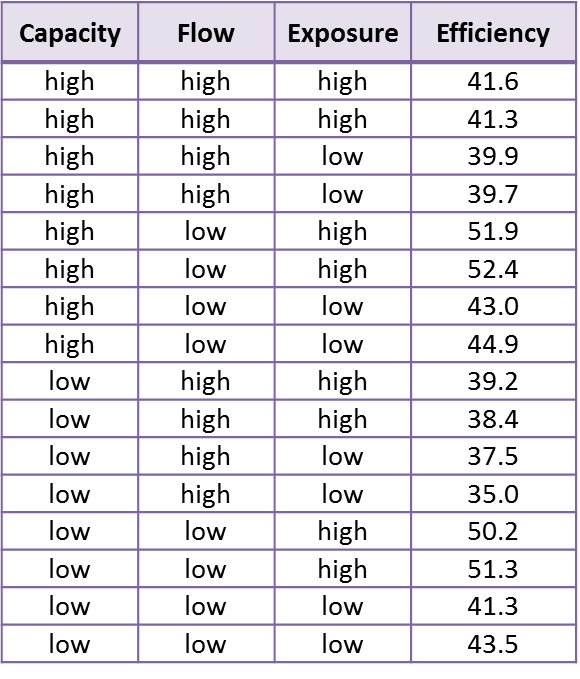 Capacity Flow Exposure Efficiency
high high high 41.6
high high high 41.3
high high low 39.9
high high low 39.7
high low high 51.9
high low high 52.4
high low low 43.0
high low low 44.9
low high high 39.2
low high high 38.4
low high low 37.5
low high low 35.0
low low high 50.2
low low high 51.3
low low low 41.3
low low low 43.5